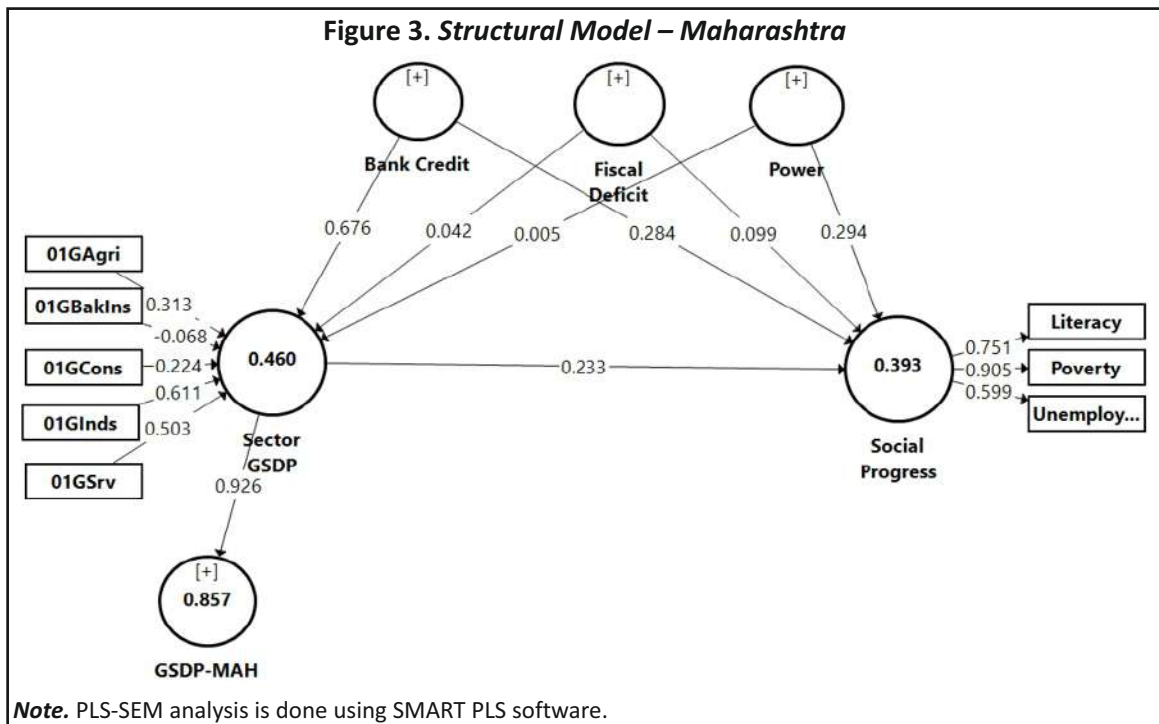 Figure 3. Structural Model – Maharashtra
[+]
[+]
[+]
Bank Credit
Fiscal
Deficit
Power
0.676
0.042
0.005
0.284
0.099
0.294
01GAgri
01GBakIns
01GCons
01GInds
01GSrv
0.313
-0.068
0.224
0.611
0.503
0.460
Sector
GSDP
0.233
0.393
Social
Progress
0.751
0.905
0.599
Literacy
Poverty
Unemploy...
0.926
[+]
0.857
GSDP-MAH
Note. PLS-SEM analysis is done using SMART PLS software.